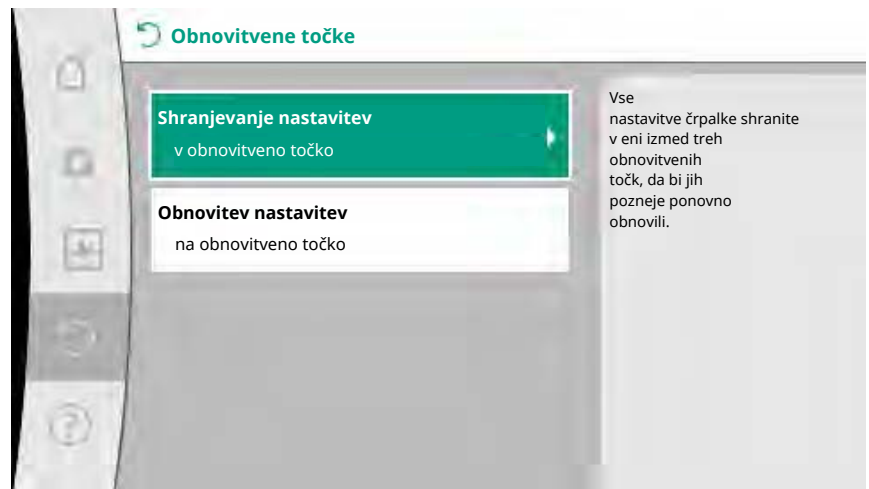 Obnovitvene točke
Shranjevanje nastavitev
v obnovitveno točko
Obnovitev nastavitev
na obnovitveno točko
Vse
nastavitve črpalke shranite
v eni izmed treh
obnovitvenih
točk, da bi jih
pozneje ponovno
obnovili.